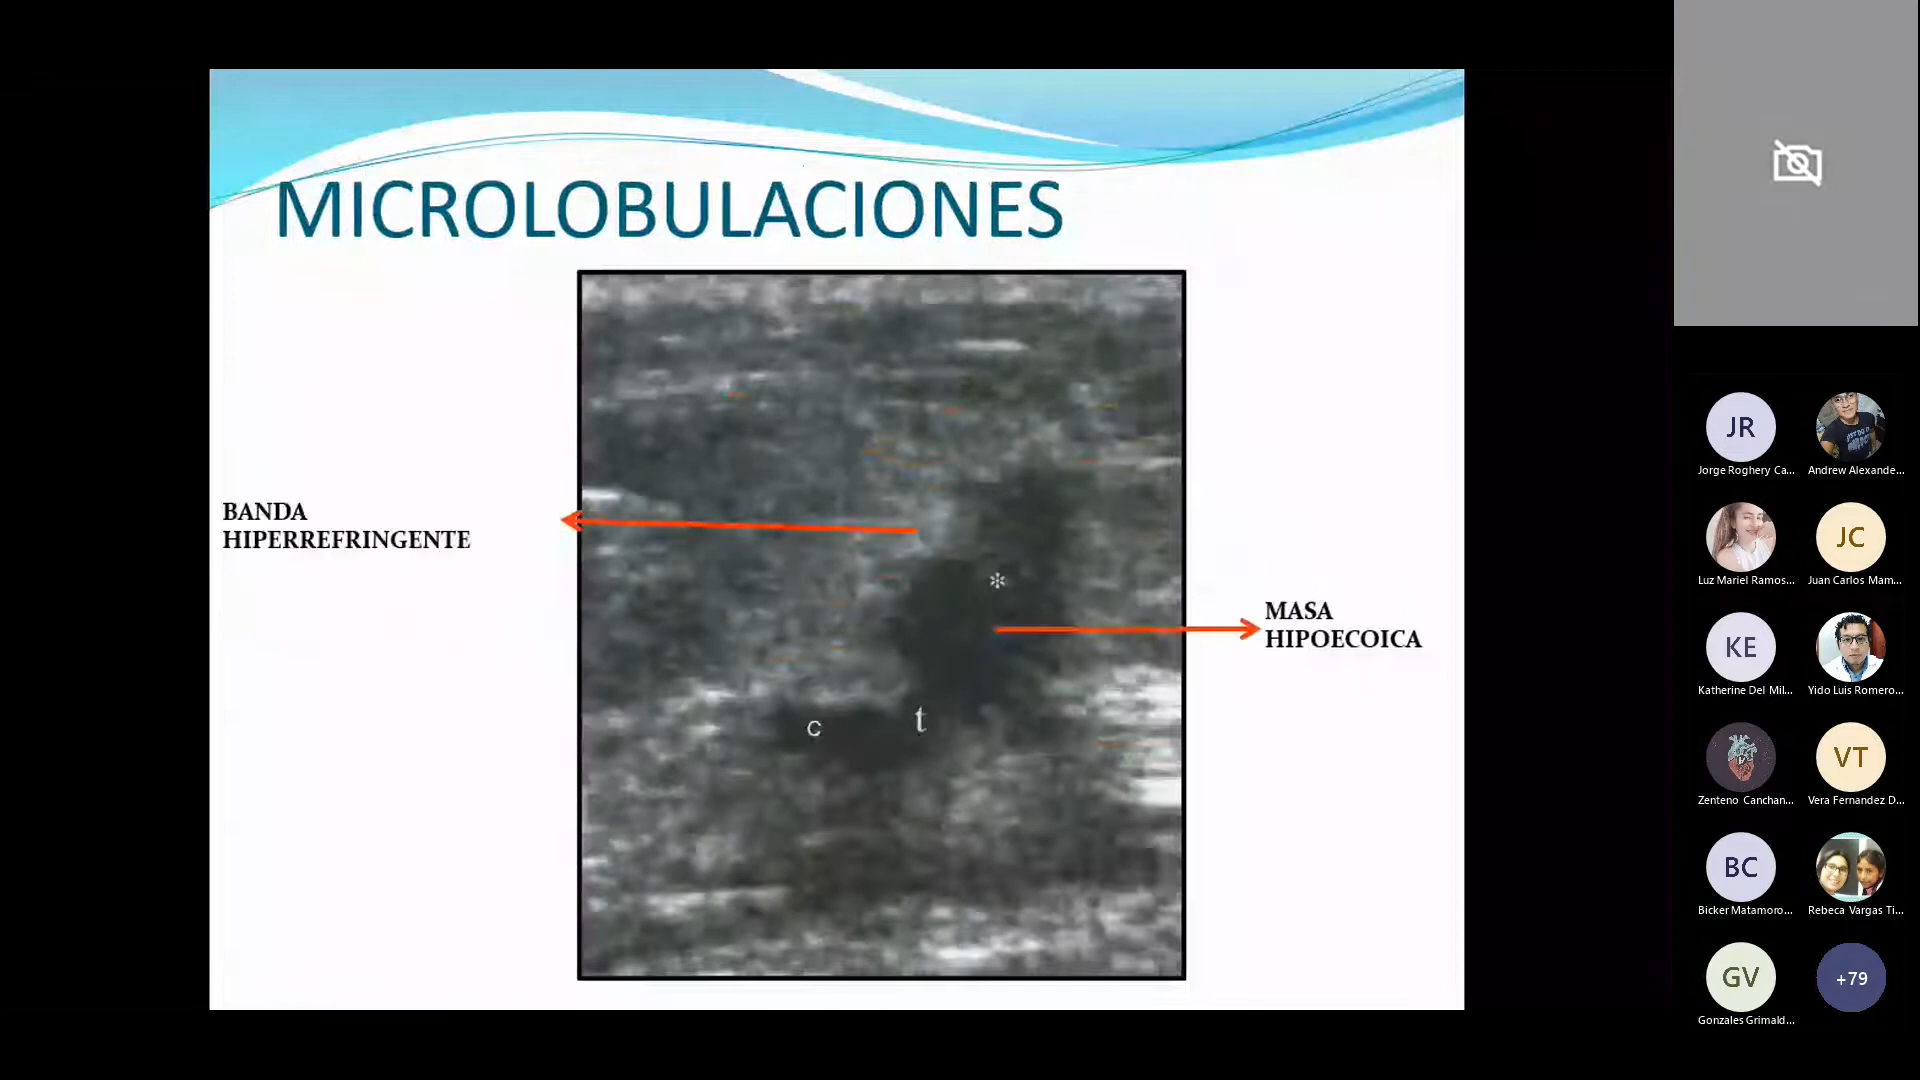 MICROLOBULACIONES
BANDA
HIPERREFRINGENTE
*
MASA
HIPOECOICA
c
t
JR
Jorge Roghery Ca...
Andrew Alexande...
Luz Mariel Ramos...
JC
Juan Carlos Mam...
KE
Katherine Del Mil...
Yido Luis Romero...
Zenteno Canchan...
VT
Vera Fernandez D...
BC
Bicker Matamoro...
Rebeca Vargas Ti...
GV
Gonzales Grimald...
+79